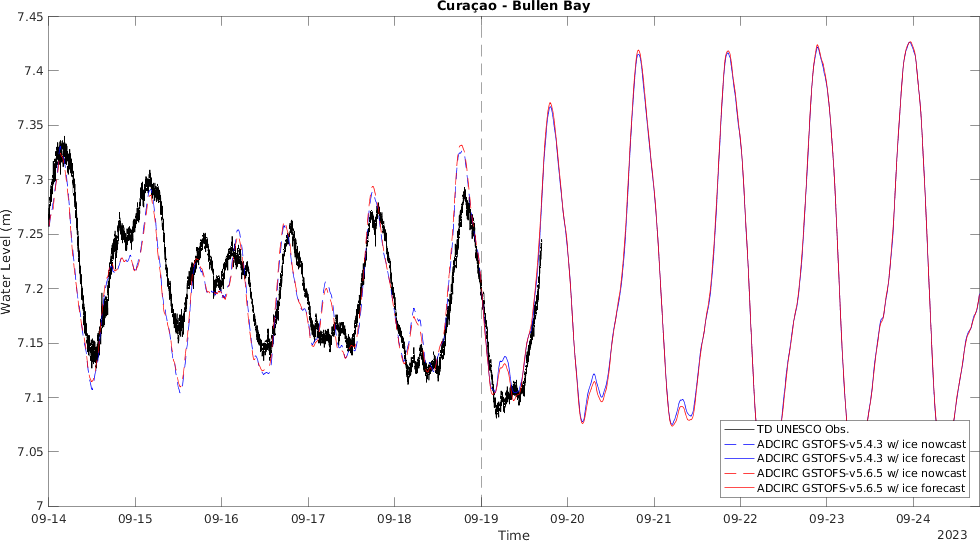 Curaçao - Bullen Bay
7.45
7.4
7.35
7.3
7.25
7.2
7.15
7.1
7.05
7
Water Level (m)
TD UNESCO Obs.
ADCIRC GSTOFS-v5.4.3 w/ ice nowcast
ADCIRC GSTOFS-v5.4.3 w/ ice forecast
ADCIRC GSTOFS-v5.6.5 w/ ice nowcast
ADCIRC GSTOFS-v5.6.5 w/ ice forecast
09-14 09-15 09-16 09-17 09-18 09-19 09-20 09-21 09-22 09-23 09-24
Time
2023